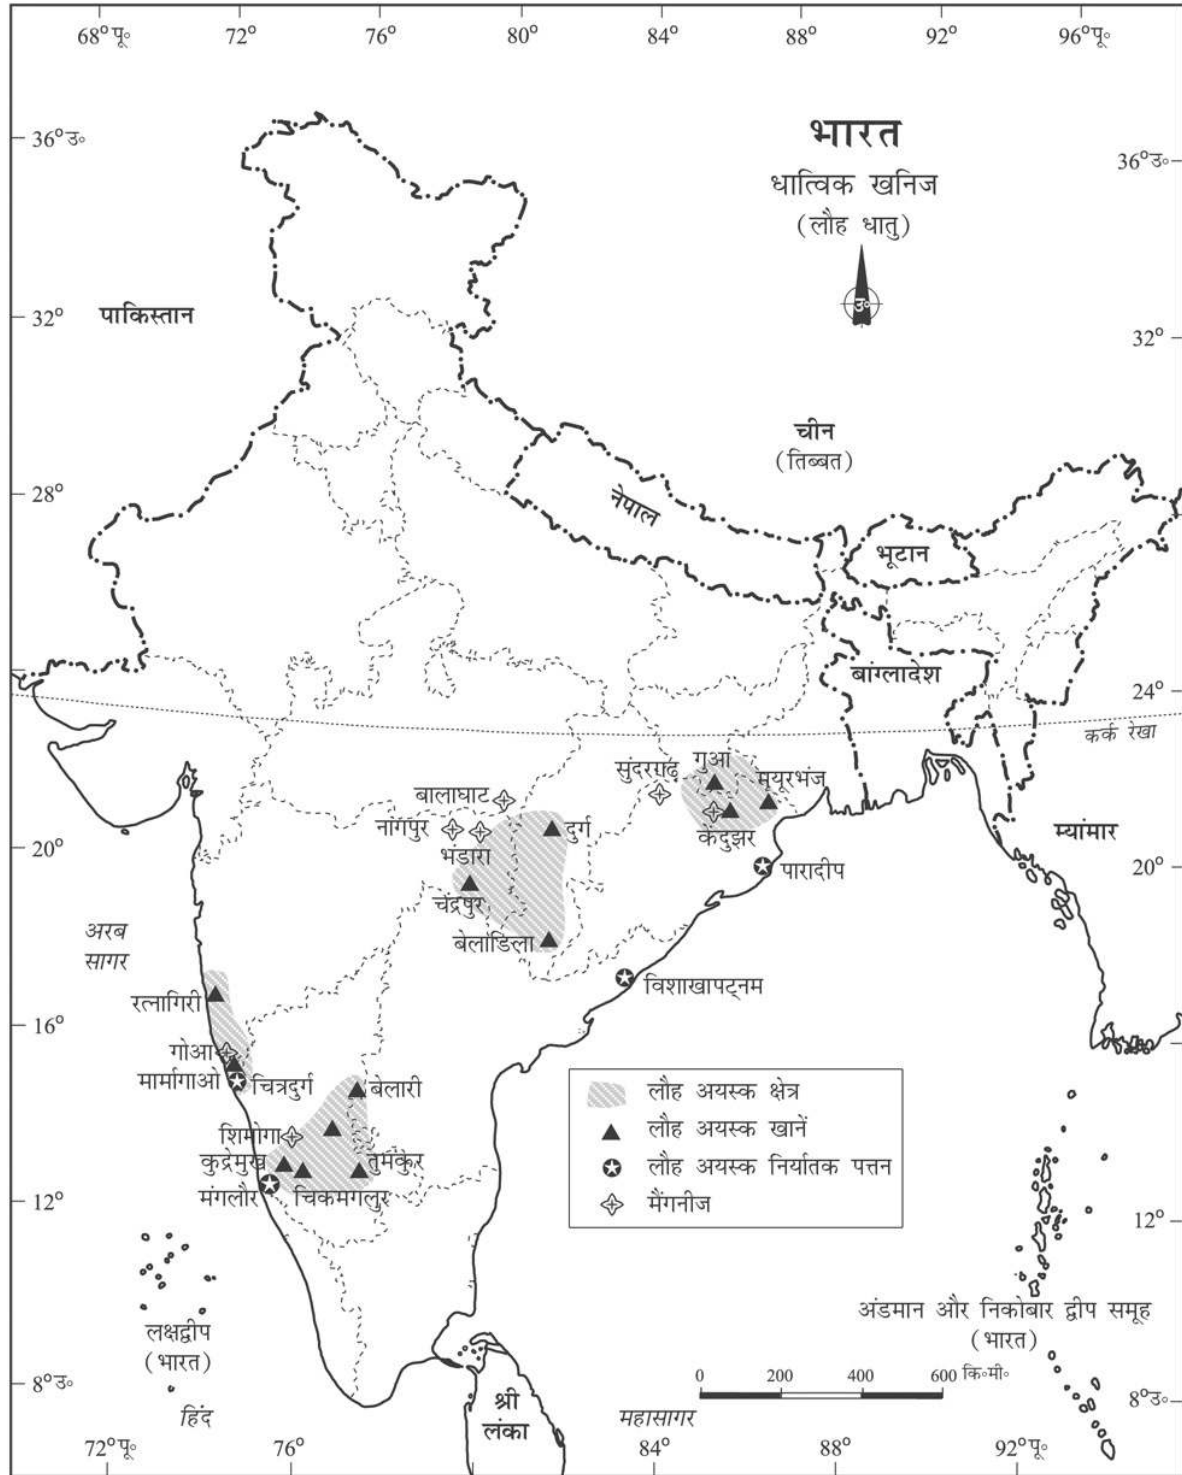 68°पू॰ 72° 76° 80° 84° 88° 92° 96°पू॰
भारत
धात्विक खनिज
(लौह धातु)
उ॰
36°उ॰ 36°उ॰
पाकिस्तान
32° 32°
चीन
(तिब्बत)
28°
नेपाल
भूटान
बांग्लादेश
24°
कर्क रेखा
सुंदरगढ़ गुआ
मयूरभंज
बालाघाट
नागपुर दुर्ग
केंदुझर
म्यांमार
20° 20°
भंडारा
पारादीप
चंद्रपुर
बेलाडिला
अरब
सागर
विशाखापट्नम
रत्नागिरी
16°
गोआ
मार्मागाओ चित्रदुर्ग बेलारी
शिमोगा
कुद्रेमुख तुमकुर
मंगलौर चिकमगलुर
लौह अयस्क क्षेत्र
लौह अयस्क खानें
लौह अयस्क निर्यातक पत्तन
मैंगनीज
12° 12°
लक्षद्वीप
(भारत)
अंडमान और निकोबार द्वीप समूह
(भारत)
0 200 400 600 कि॰मी॰
8°उ॰ 8°उ॰
श्री
लंका
हिंद महासागर
72°पू॰ 76° 84° 88° 92°पू॰